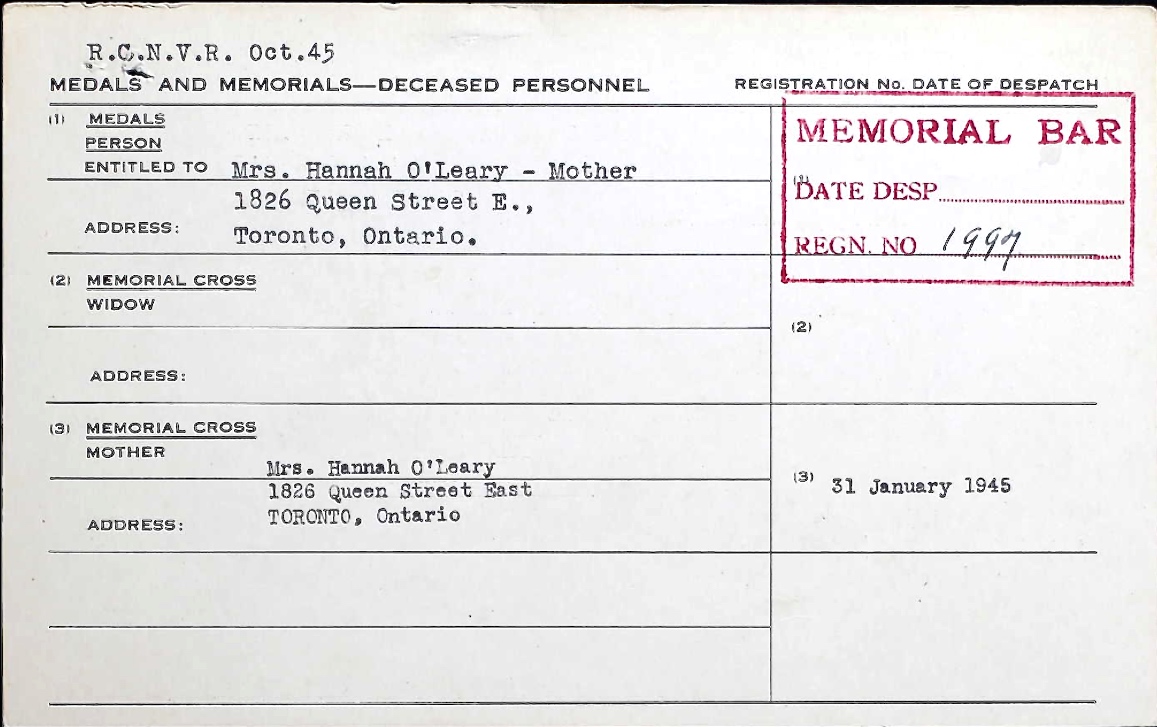 R.C.N.V.R. Oct.45
MEDALS AND MEMORIALS—DECEASED PERSONNEL
REGISTRATION No. DATE OF DESPATCH
(1) MEDALS
PERSON
ENTITLED TO Mrs. Hannah O'Leary - Mother
1826 Queen Street E.,
ADDRESS: Toronto, Ontario.
MEMORIAL BAR
DATE DESP
REGN. NO 1997
(2) MEMORIAL CROSS
WIDOW
(2)
ADDRESS:
(3) MEMORIAL CROSS
MOTHER
Mrs. Hannah O'Leary
1826 Queen Street East
ADDRESS: TORONTO, Ontario
(3) 31 January 1945